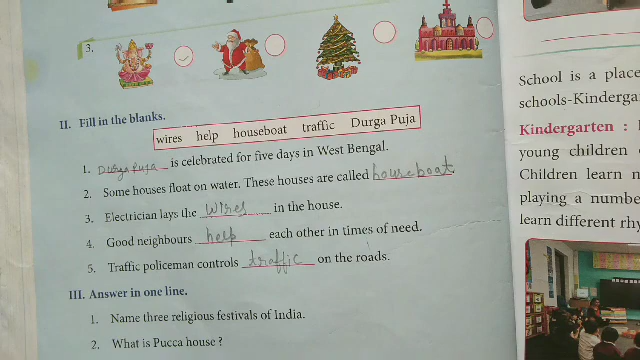 3.
II. Fill in the blanks.
wires help houseboat traffic Durga Puja
1. Durga Puja is celebrated for five days in West Bengal.
2. Some houses float on water. These houses are called houseboat
3. Electrician lays the wires in the house.
4. Good neighbours help each other in times of need.
5. Traffic policeman controls traffic on the roads.
III. Answer in one line.
1. Name three religious festivals of India.
2. What is Pucca house ?
School is a place
schools-Kinderga
Kindergarten :
young children
Children learn
playing a numbe
learn different rhy